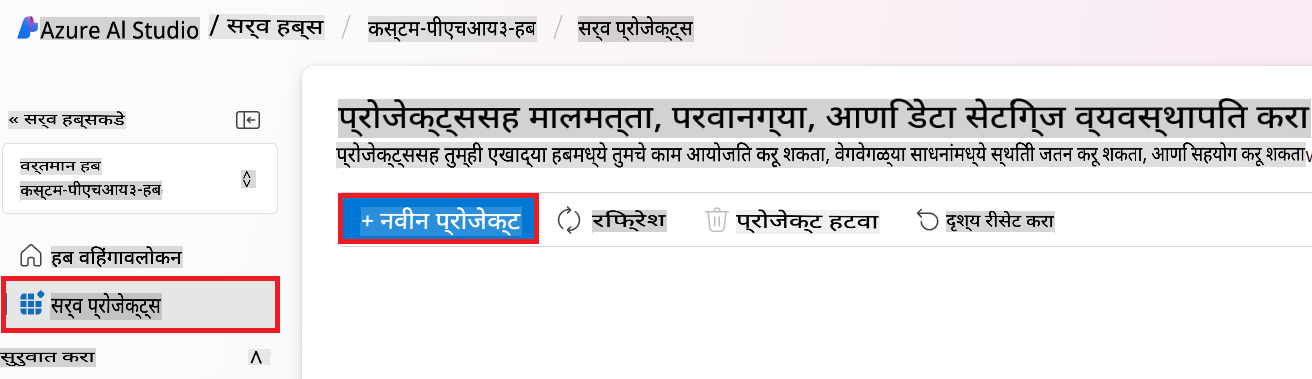 Azure AI Studio / सर्व हब्स / कस्टम-पीएचआय३-हब / सर्व प्रोजेक्ट्स
« सर्व हब्सकडे
वर्तमान हब
कस्टम-पीएचआय३-हब
हब विहंगावलोकन
सर्व प्रोजेक्ट्स
सुरुवात करा
प्रोजेक्ट्ससह मालमत्ता, परवानग्या, आणि डेटा सेटिंग्ज व्यवस्थापित करा
प्रोजेक्ट्ससह तुम्ही एखाद्या हबमध्ये तुमचे काम आयोजित करू शकता, वेगवेगळ्या साधनांमध्ये स्थिती जतन करू शकता, आणि सहयोग करू शकता
+ नवीन प्रोजेक्ट
रिफ्रेश
प्रोजेक्ट हटवा
दृश्य रीसेट करा